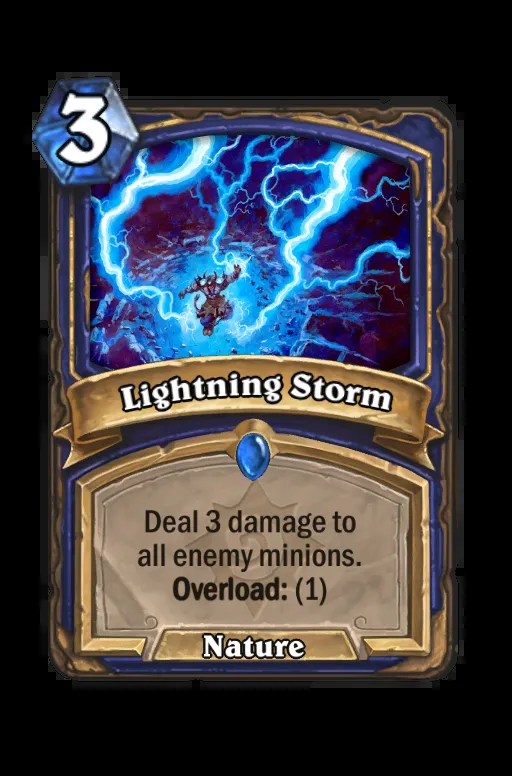 3
Lightning Storm
Deal 3 damage to
all enemy minions.
Overload: (1)
Nature